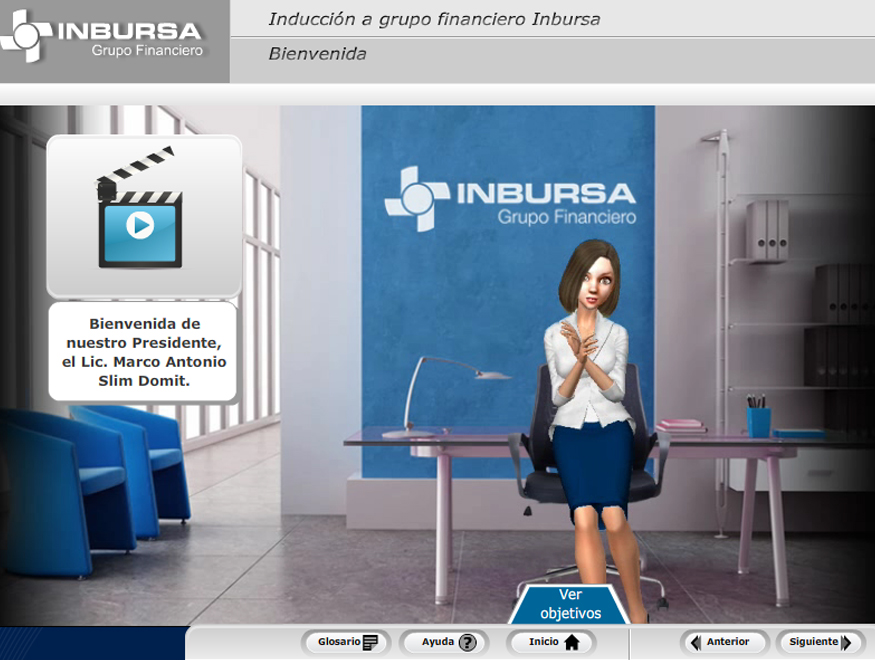 INBURSA
Grupo Financiero
Inducción a grupo financiero Inbursa
Bienvenida
INBURSA
Grupo Financiero
Bienvenida de
nuestro Presidente,
el Lic. Marco Antonio
Slim Domit.
Ver
objetivos
Glosario
Ayuda ?
Inicio
Anterior
Siguiente